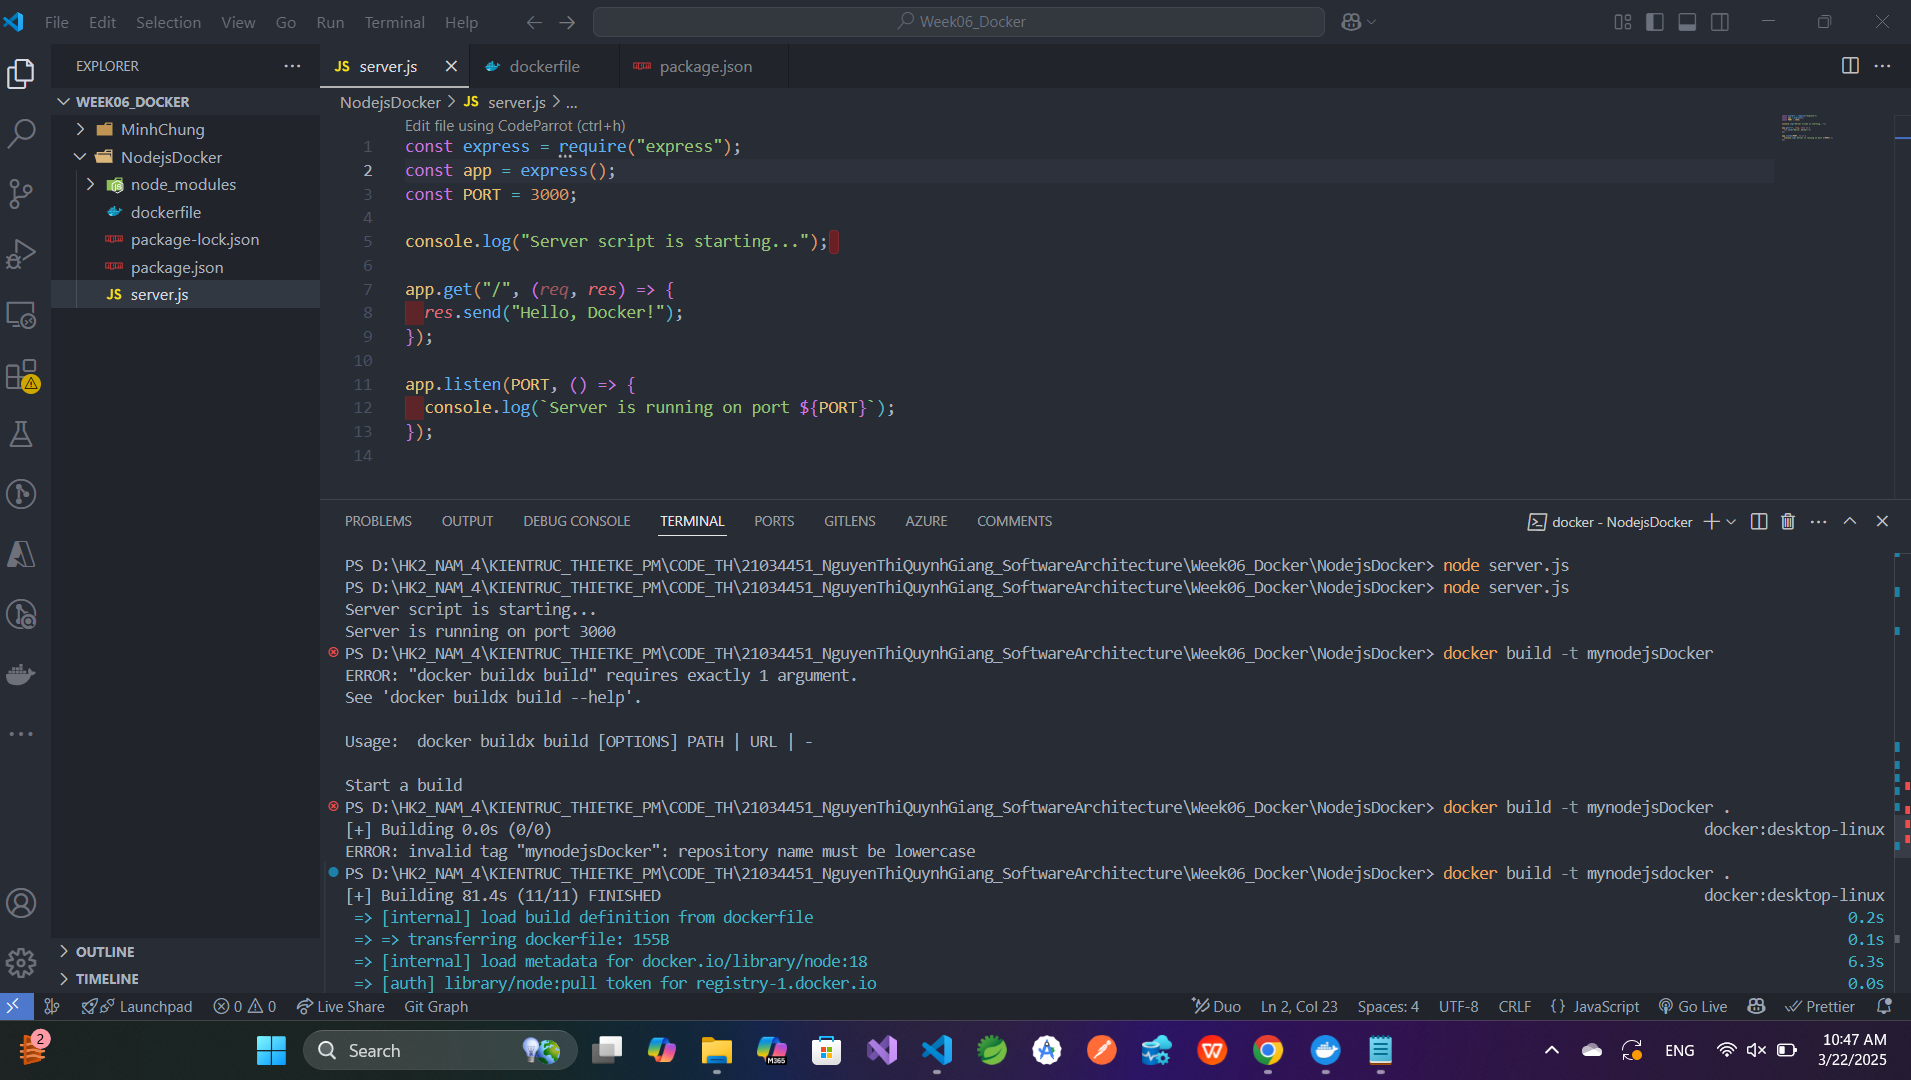 File Edit Selection View Go Run Terminal Help
Week06_Docker
EXPLORER
server.js
dockerfile
package.json
WEEK06_DOCKER
MinhChung
NodejsDocker
node_modules
dockerfile
package-lock.json
package.json
JS server.js
OUTLINE
TIMELINE
NodejsDocker > JS server.js > ...
Edit file using CodeParrot (ctrl+h)
1 const express = require("express");
2 const app = express();
3 const PORT = 3000;
4
5 console.log("Server script is starting...");
6
7 app.get("/", (req, res) => {
8 res.send("Hello, Docker!");
9 });
10
11 app.listen(PORT, () => {
12 console.log(`Server is running on port ${PORT}`);
13 });
14
PROBLEMS OUTPUT DEBUG CONSOLE TERMINAL PORTS GITLENS AZURE COMMENTS
docker - NodejsDocker
PS D:\HK2_NAM_4\KIENTRUC_THIETKE_PM\CODE_TH\21034451_NguyenThiQuynhGiang_SoftwareArchitecture\Week06_Docker\NodejsDocker> node server.js
PS D:\HK2_NAM_4\KIENTRUC_THIETKE_PM\CODE_TH\21034451_NguyenThiQuynhGiang_SoftwareArchitecture\Week06_Docker\NodejsDocker> node server.js
Server script is starting...
Server is running on port 3000
PS D:\HK2_NAM_4\KIENTRUC_THIETKE_PM\CODE_TH\21034451_NguyenThiQuynhGiang_SoftwareArchitecture\Week06_Docker\NodejsDocker> docker build -t mynodejsDocker
ERROR: "docker buildx build" requires exactly 1 argument.
See 'docker buildx build --help'.
Usage:  docker buildx build [OPTIONS] PATH | URL | -
Start a build
PS D:\HK2_NAM_4\KIENTRUC_THIETKE_PM\CODE_TH\21034451_NguyenThiQuynhGiang_SoftwareArchitecture\Week06_Docker\NodejsDocker> docker build -t mynodejsDocker .
[+] Building 0.0s (0/0) docker:desktop-linux
ERROR: invalid tag "mynodejsDocker": repository name must be lowercase
PS D:\HK2_NAM_4\KIENTRUC_THIETKE_PM\CODE_TH\21034451_NguyenThiQuynhGiang_SoftwareArchitecture\Week06_Docker\NodejsDocker> docker build -t mynodejsdocker .
[+] Building 81.4s (11/11) FINISHED docker:desktop-linux
=> [internal] load build definition from dockerfile 0.2s
=> => transferring dockerfile: 155B 0.1s
=> [internal] load metadata for docker.io/library/node:18 6.3s
=> [auth] library/node:pull token for registry-1.docker.io 0.0s
Launchpad 0 0 Live Share Git Graph Duo Ln 2, Col 23 Spaces: 4 UTF-8 CRLF {} JavaScript Go Live Prettier
2 Search M365 ENG 10:47 AM
3/22/2025